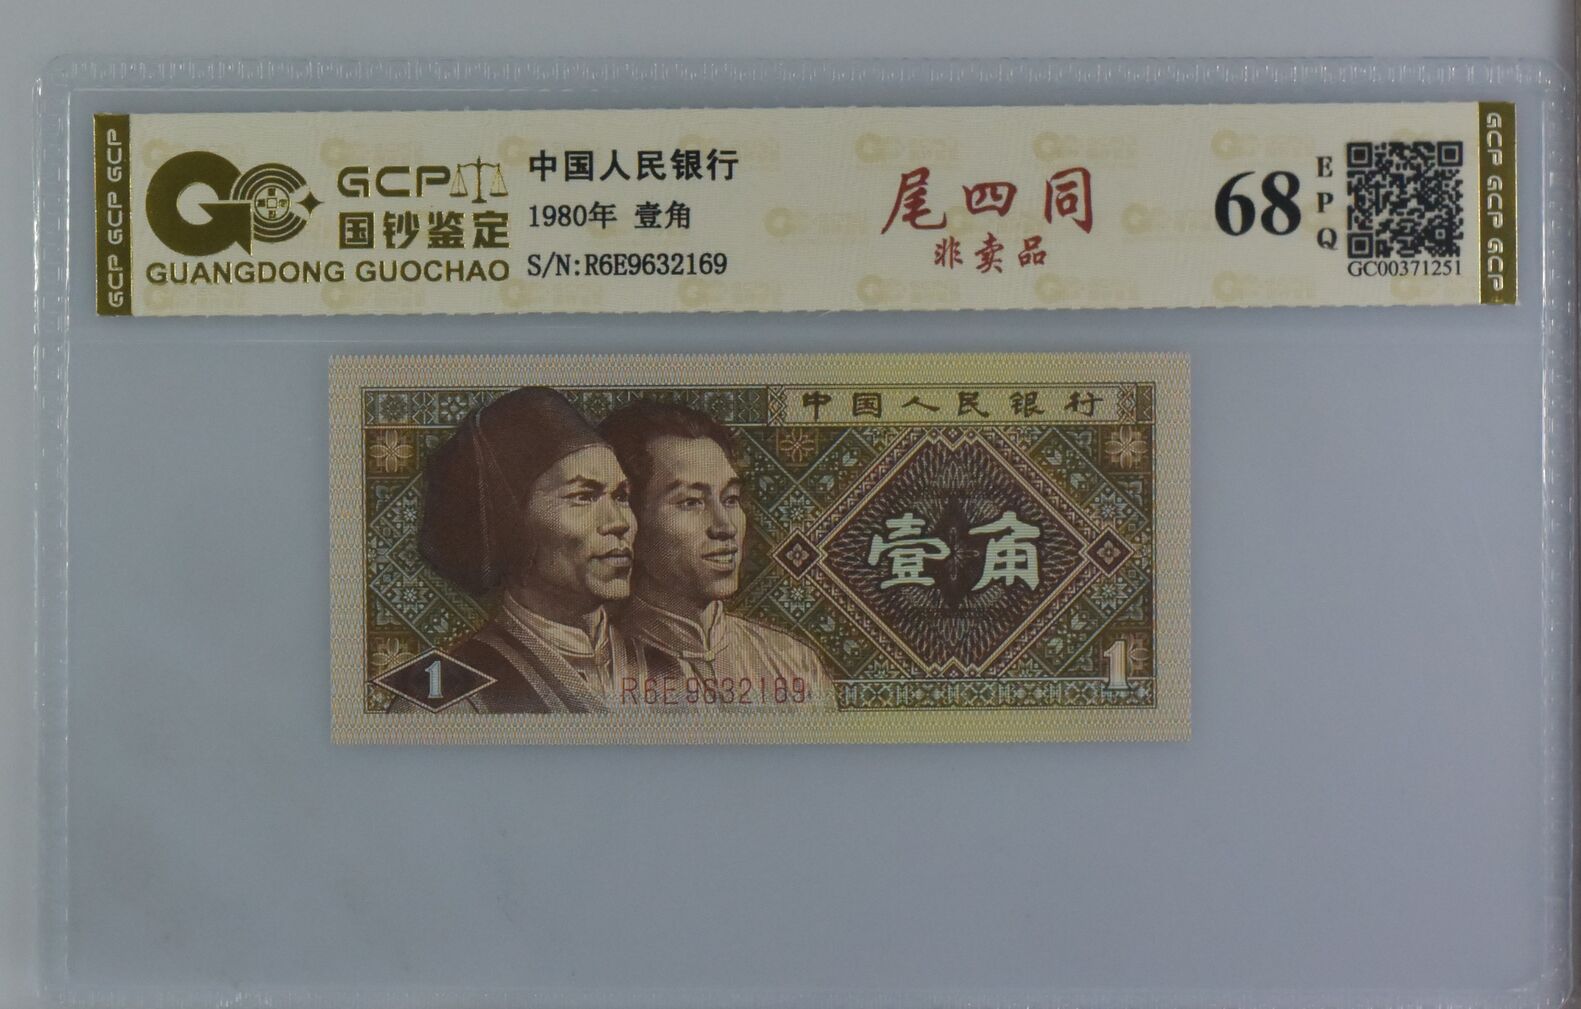 GCP GCP GCP
GCP
国钞鉴定
GUANGDONG GUOCHAO
中国人民银行
1980年 壹角
S/N:R6E9632169
尾四同
非卖品
68
EPQ
GC00371251
GCP GCP GCP
中国人民银行
壹角
1
R6E9632169
1